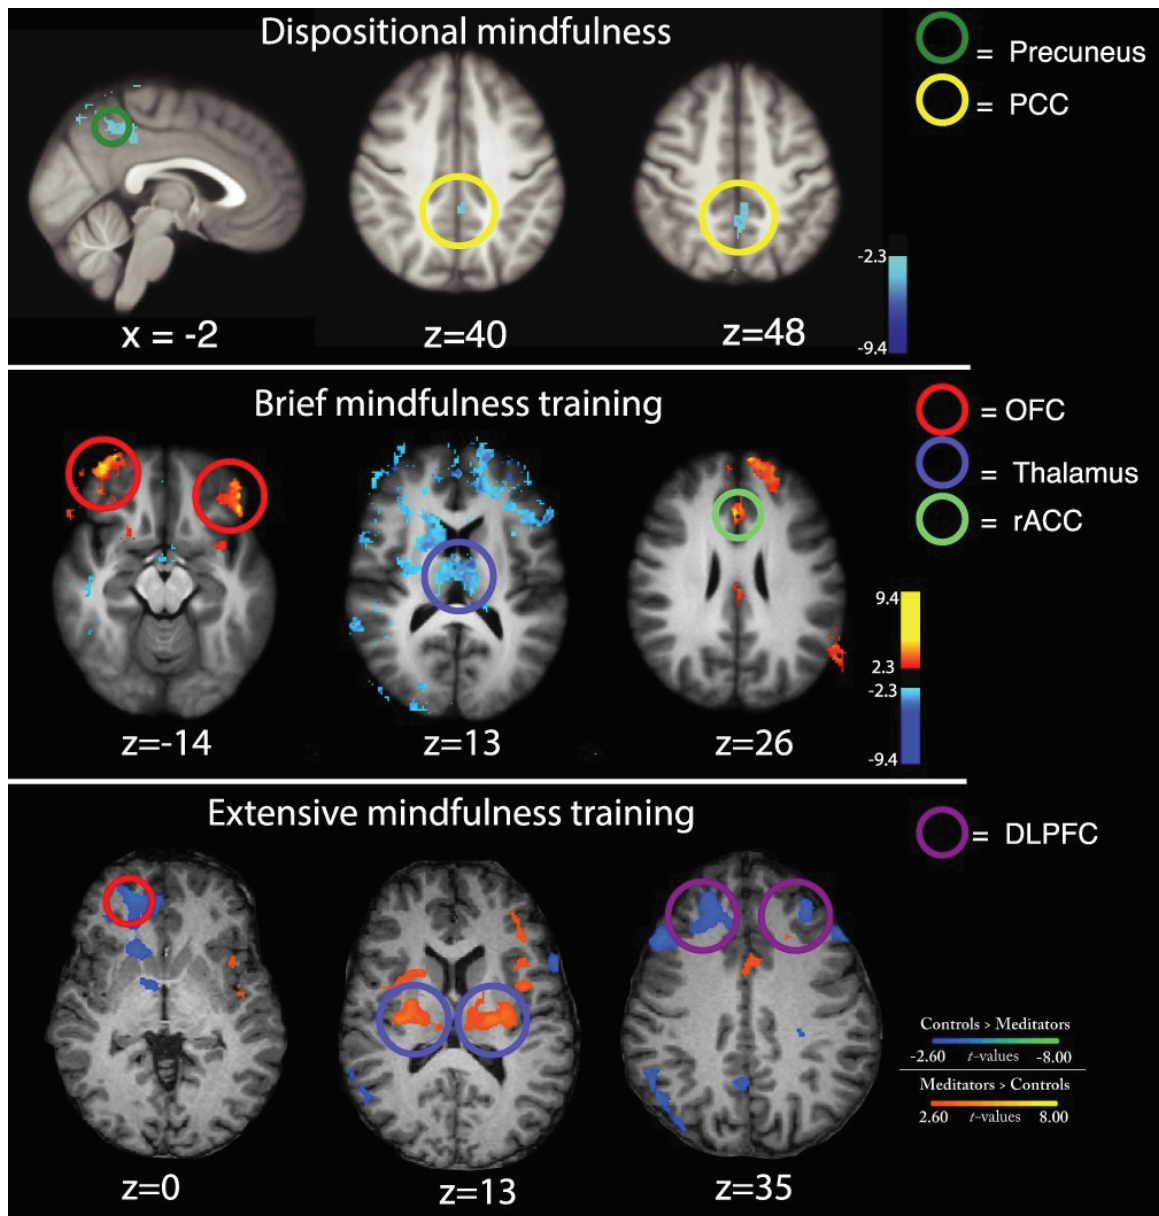 Dispositional mindfulness
= Precuneus
= PCC
x = -2
z=40
z=48
-2.3
-9.4
Brief mindfulness training
= OFC
= Thalamus
= rACC
z=-14
z=13
z=26
9.4
2.3
-2.3
-9.4
Extensive mindfulness training
= DLPFC
z=0
z=13
z=35
Controls > Meditators
-2.60 t-values -8.00
Meditators > Controls
2.60 t-values 8.00